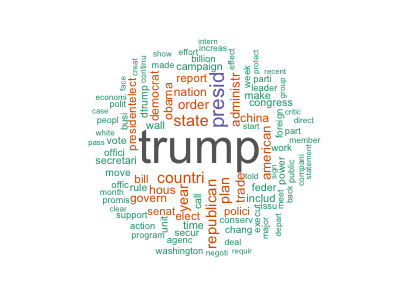 intern
show effort increas
creat billion effect
face continu made campaign protect
economi dtrump report parti week recent
case polit presidentelect democrat obama nation presid administr leader group
peopl busi wall order make congress foreign critic
white vote state china direct
pass offici start part
trump american work member
secretari countri told public compani statement
move bill year plan trade power sign back
offic hous feder meet
month rule govern call republican includ issu
promis senat elect polici execut depart
clear support unit time conserv major
action secur chang
program agenc deal
washington negoti requir